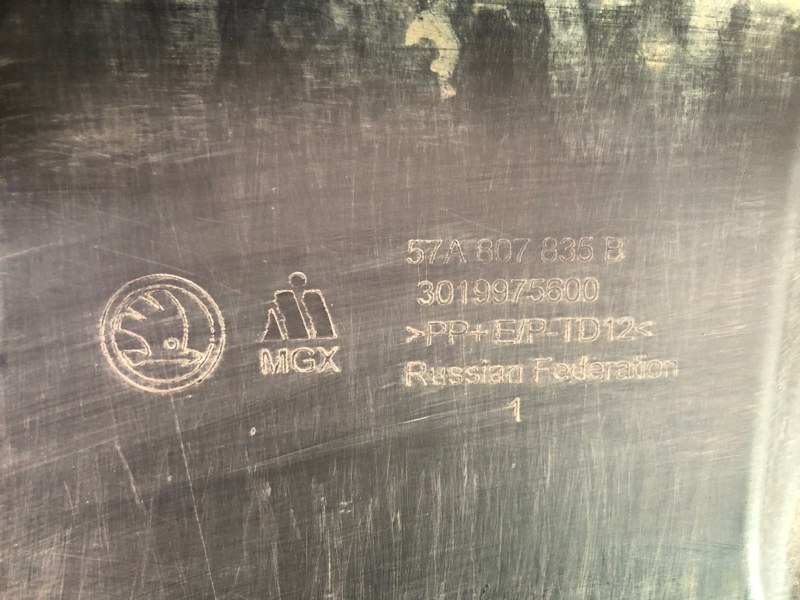 57A 807 835 B
3019975600
>PP+E/P-TD12<
Russian Federation
1
MGX